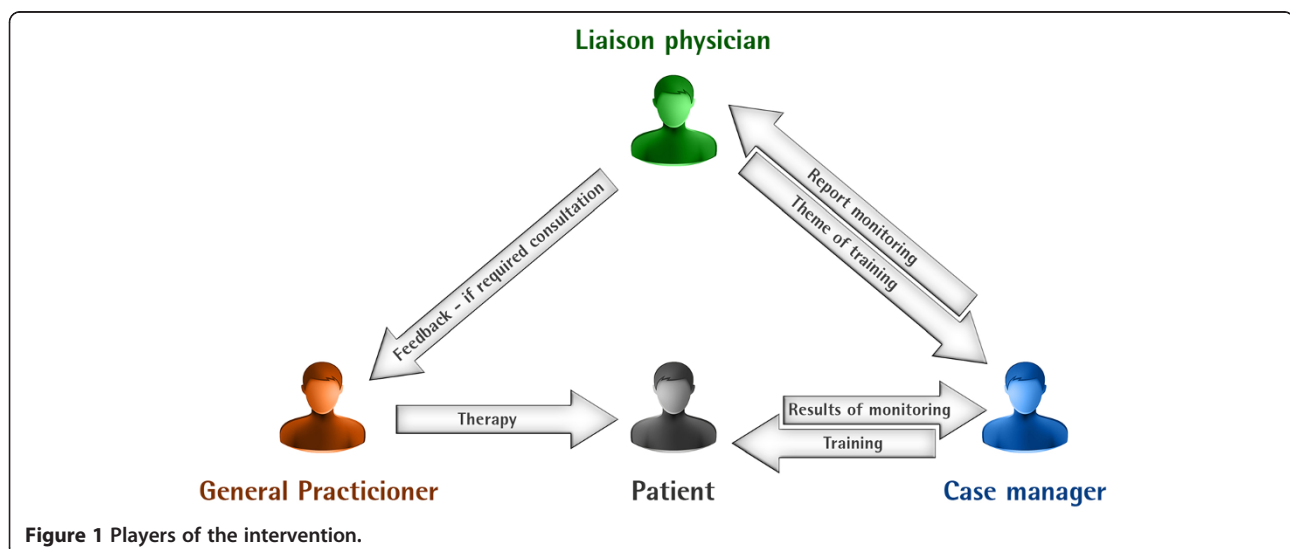 Liaison physician
Report monitoring
Theme of training
Feedback - if required consultation
Therapy
Results of monitoring
Training
General Practicioner
Patient
Case manager
Figure 1 Players of the intervention.